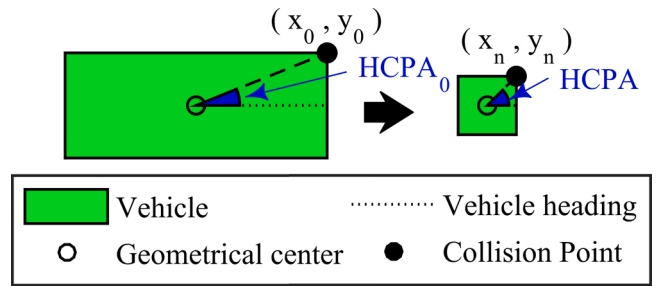 ( x₀ , y₀ )
HCPA₀
( xₙ , yₙ )
HCPA
Vehicle
Vehicle heading
Geometrical center
Collision Point